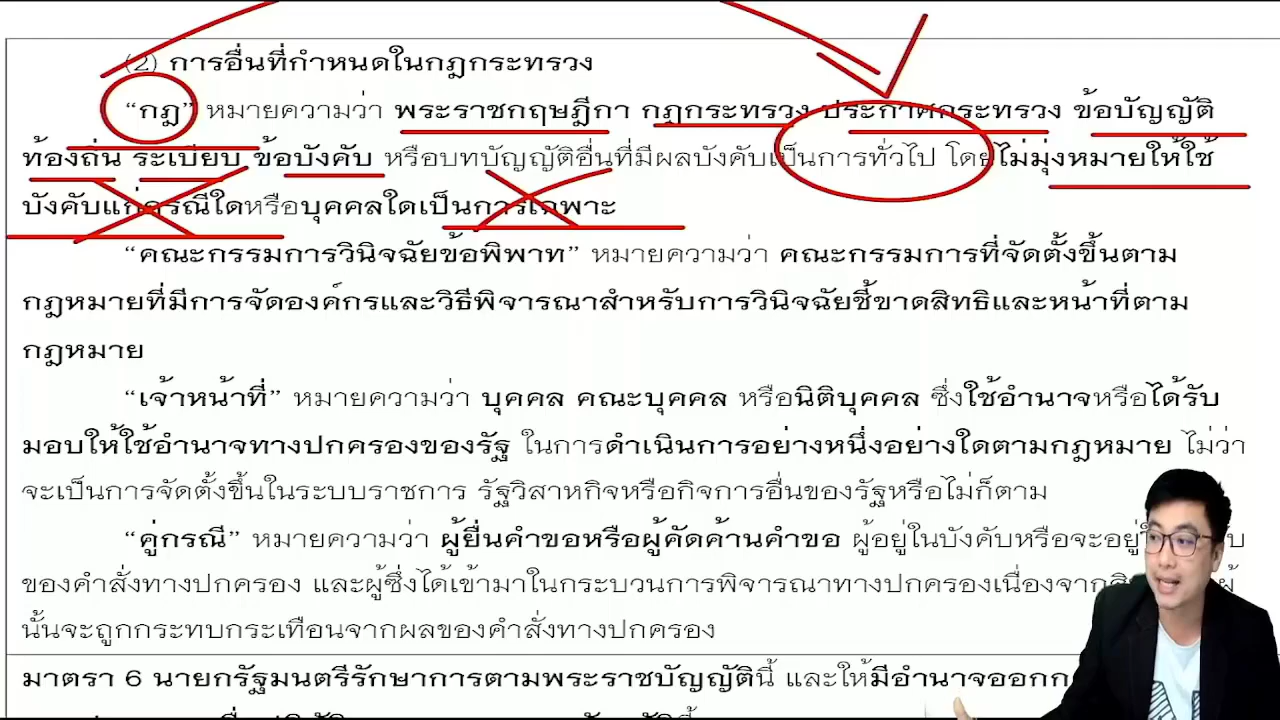 (2) การอื่นที่กำหนดในกฎกระทรวง
“กฎ” หมายความว่า พระราชกฤษฎีกา กฎกระทรวง ประกาศกระทรวง ข้อบัญญัติ
ท้องถิ่น ระเบียบ ข้อบังคับ หรือบทบัญญัติอื่นที่มีผลบังคับเป็นการทั่วไป โดยไม่มุ่งหมายให้ใช้
บังคับแก่กรณีใดหรือบุคคลใดเป็นการเฉพาะ
“คณะกรรมการวินิจฉัยข้อพิพาท” หมายความว่า คณะกรรมการที่จัดตั้งขึ้นตาม
กฎหมายที่มีการจัดองค์กรและวิธีพิจารณาสำหรับการวินิจฉัยชี้ขาดสิทธิและหน้าที่ตาม
กฎหมาย
“เจ้าหน้าที่” หมายความว่า บุคคล คณะบุคคล หรือนิติบุคคล ซึ่งใช้อำนาจหรือได้รับ
มอบให้ใช้อำนาจทางปกครองของรัฐ ในการดำเนินการอย่างหนึ่งอย่างใดตามกฎหมาย ไม่ว่า
จะเป็นการจัดตั้งขึ้นในระบบราชการ รัฐวิสาหกิจหรือกิจการอื่นของรัฐหรือไม่ก็ตาม
“คู่กรณี” หมายความว่า ผู้ยื่นคำขอหรือผู้คัดค้านคำขอ ผู้อยู่ในบังคับหรือจะอยู่
ของคำสั่งทางปกครอง และผู้ซึ่งได้เข้ามาในกระบวนการพิจารณาทางปกครองเนื่องจาก
นั้นจะถูกกระทบกระเทือนจากผลของคำสั่งทางปกครอง
มาตรา 6 นายกรัฐมนตรีรักษาการตามพระราชบัญญัตินี้ และให้มีอำนาจออก